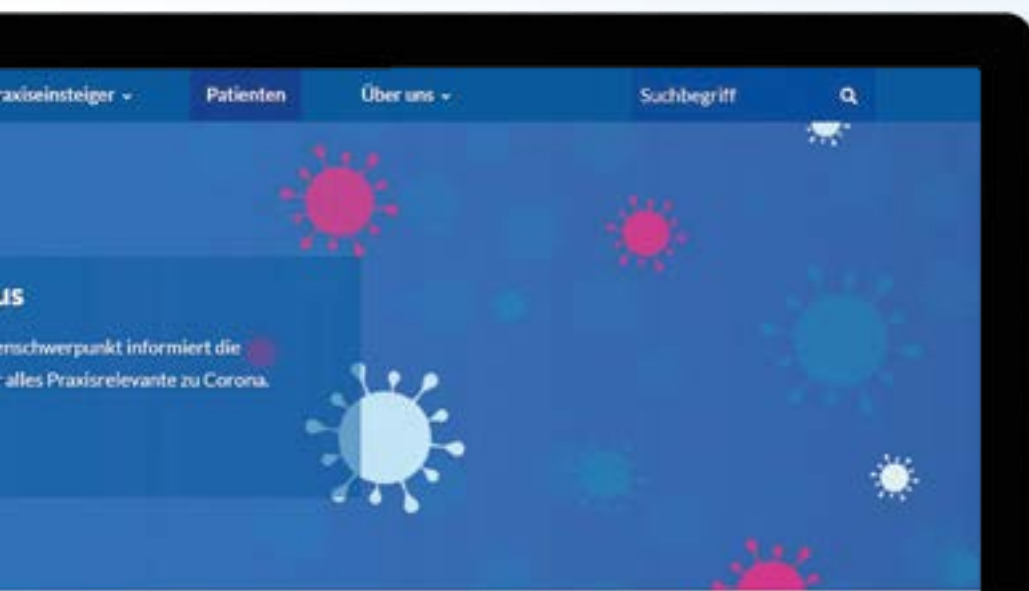 raxiseinsteiger Patienten Über uns Suchbegriff
us
enschwerpunkt informiert die
alles Praxisrelevante zu Corona.